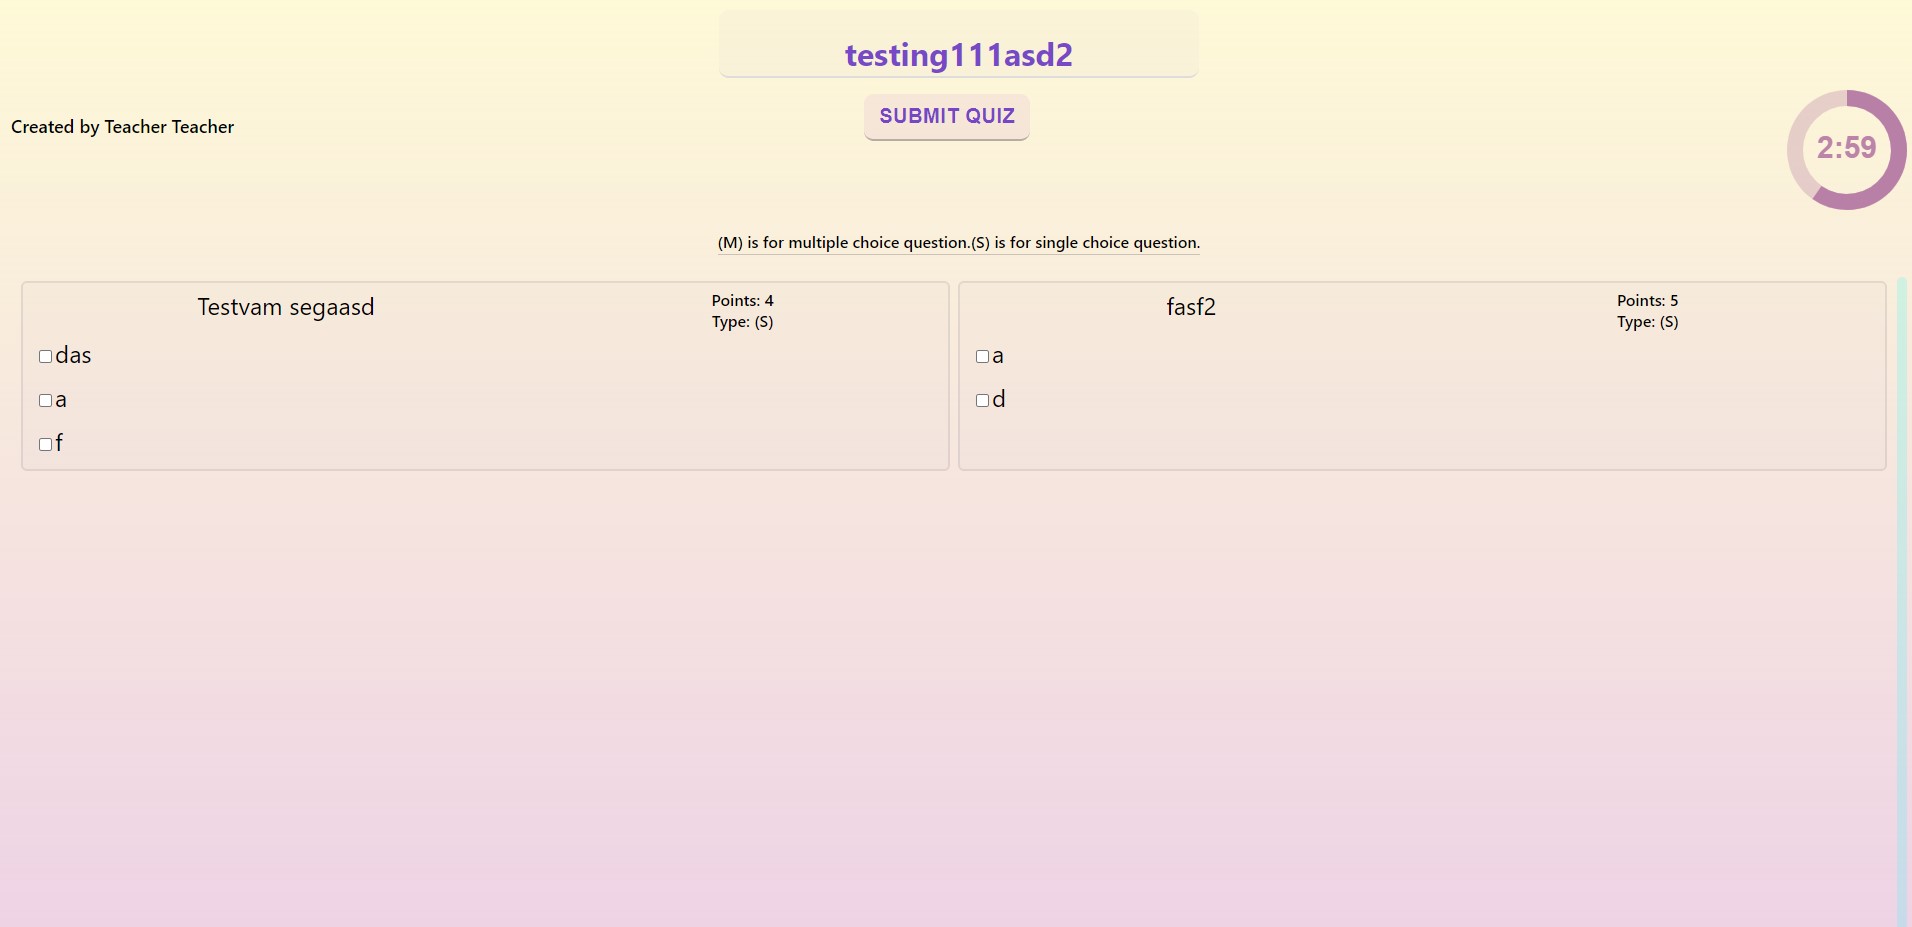 testing111asd2
SUBMIT QUIZ
Created by Teacher Teacher
2:59
(M) is for multiple choice question.(S) is for single choice question.
Testvam segaasd
Points: 4
Type: (S)
das
a
f
fasf2
Points: 5
Type: (S)
a
d